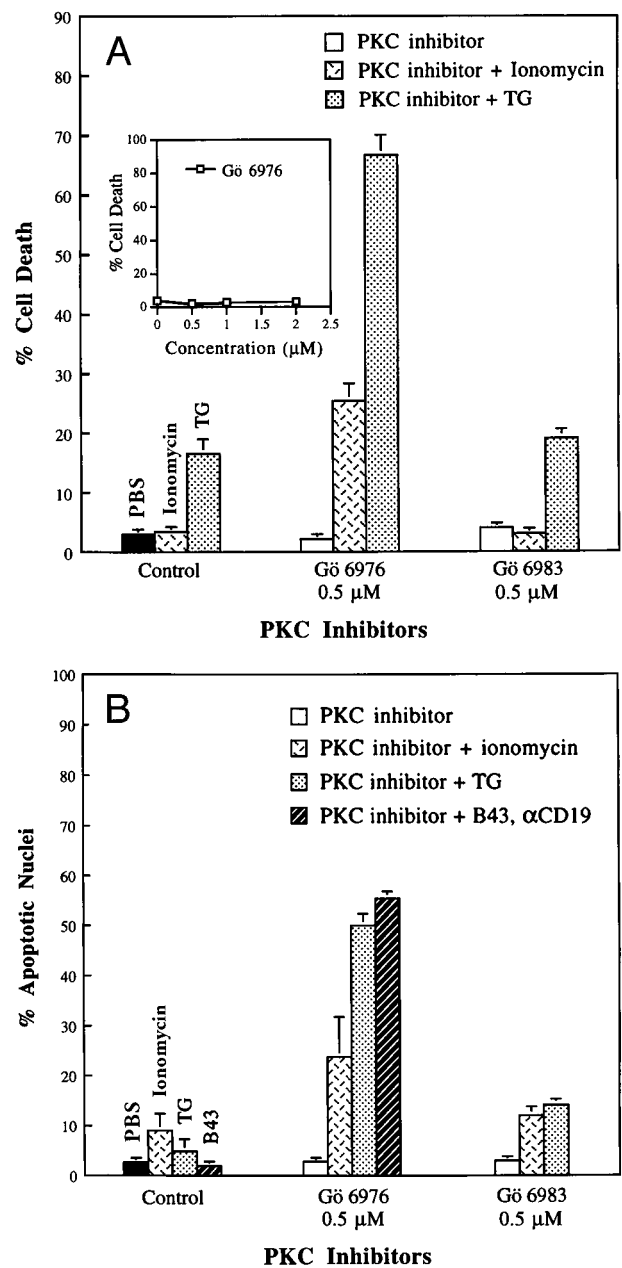 A
PKC inhibitor
PKC inhibitor + Ionomycin
PKC inhibitor + TG
% Cell Death
90
80
70
60
50
40
30
20
10
0
Gö 6976
% Cell Death
100
80
60
40
20
0
0 0.5 1 1.5 2 2.5
Concentration (µM)
PBS
Ionomycin
TG
Control
Gö 6976
0.5 µM
Gö 6983
0.5 µM
PKC Inhibitors
B
PKC inhibitor
PKC inhibitor + ionomycin
PKC inhibitor + TG
PKC inhibitor + B43, αCD19
% Apoptotic Nuclei
100
90
80
70
60
50
40
30
20
10
0
PBS
Ionomycin
TG
B43
Control
Gö 6976
0.5 µM
Gö 6983
0.5 µM
PKC Inhibitors